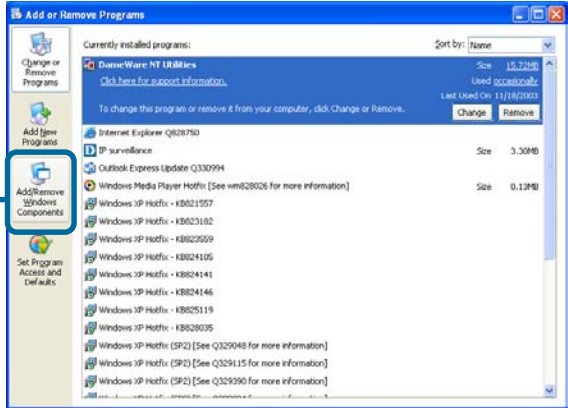 Add or Remove Programs
Change or
Remove
Programs
Add New
Programs
Add/Remove
Windows
Components
Set Program
Access and
Defaults
Currently installed programs:
Sort by: Name
DameWare NT Utilities
Size 15.72MB
Click here for support information.
Used occasionally
Last Used On 11/18/2003
To change this program or remove it from your computer, click Change or Remove.
Change Remove
Internet Explorer Q828750
IP surveillance
Size 3.30MB
Outlook Express Update Q330994
Windows Media Player Hotfix [See wm828026 for more information]
Size 0.13MB
Windows XP Hotfix - KB821557
Windows XP Hotfix - KB823182
Windows XP Hotfix - KB823559
Windows XP Hotfix - KB824105
Windows XP Hotfix - KB824141
Windows XP Hotfix - KB824146
Windows XP Hotfix - KB825119
Windows XP Hotfix - KB828035
Windows XP Hotfix (SP2) [See Q329048 for more information]
Windows XP Hotfix (SP2) [See Q329115 for more information]
Windows XP Hotfix (SP2) [See Q329390 for more information]